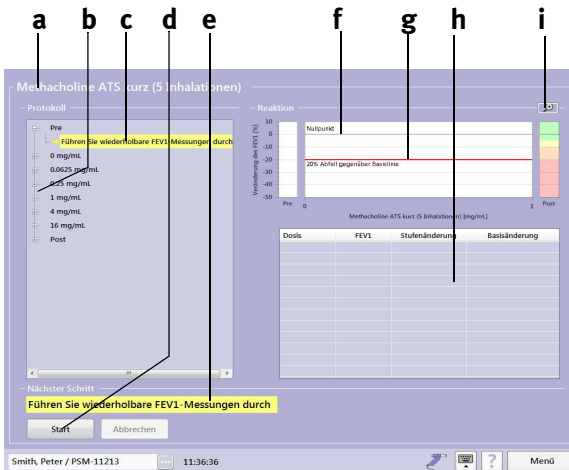 a b c d e f g h i
Methacholine ATS kurz (5 Inhalationen)
Protokoll
Pre
Führen Sie wiederholbare FEV1-Messungen durch
0 mg/mL
0.0625 mg/mL
0.25 mg/mL
1 mg/mL
4 mg/mL
16 mg/mL
Post
Reaktion
Veränderung des FEV1 [%]
10
0
-10
-20
-30
-40
-50
Nullpunkt
20% Abfall gegenüber Basislinie
Pre 0 1 Post
Methacholine ATS kurz (5 Inhalationen) [mg/mL]
Dosis FEV1 Stufenänderung Basisänderung
Nächster Schritt
Führen Sie wiederholbare FEV1-Messungen durch
Start Abbrechen
Smith, Peter / PSM-11213 ... 11:36:36 ? Menü